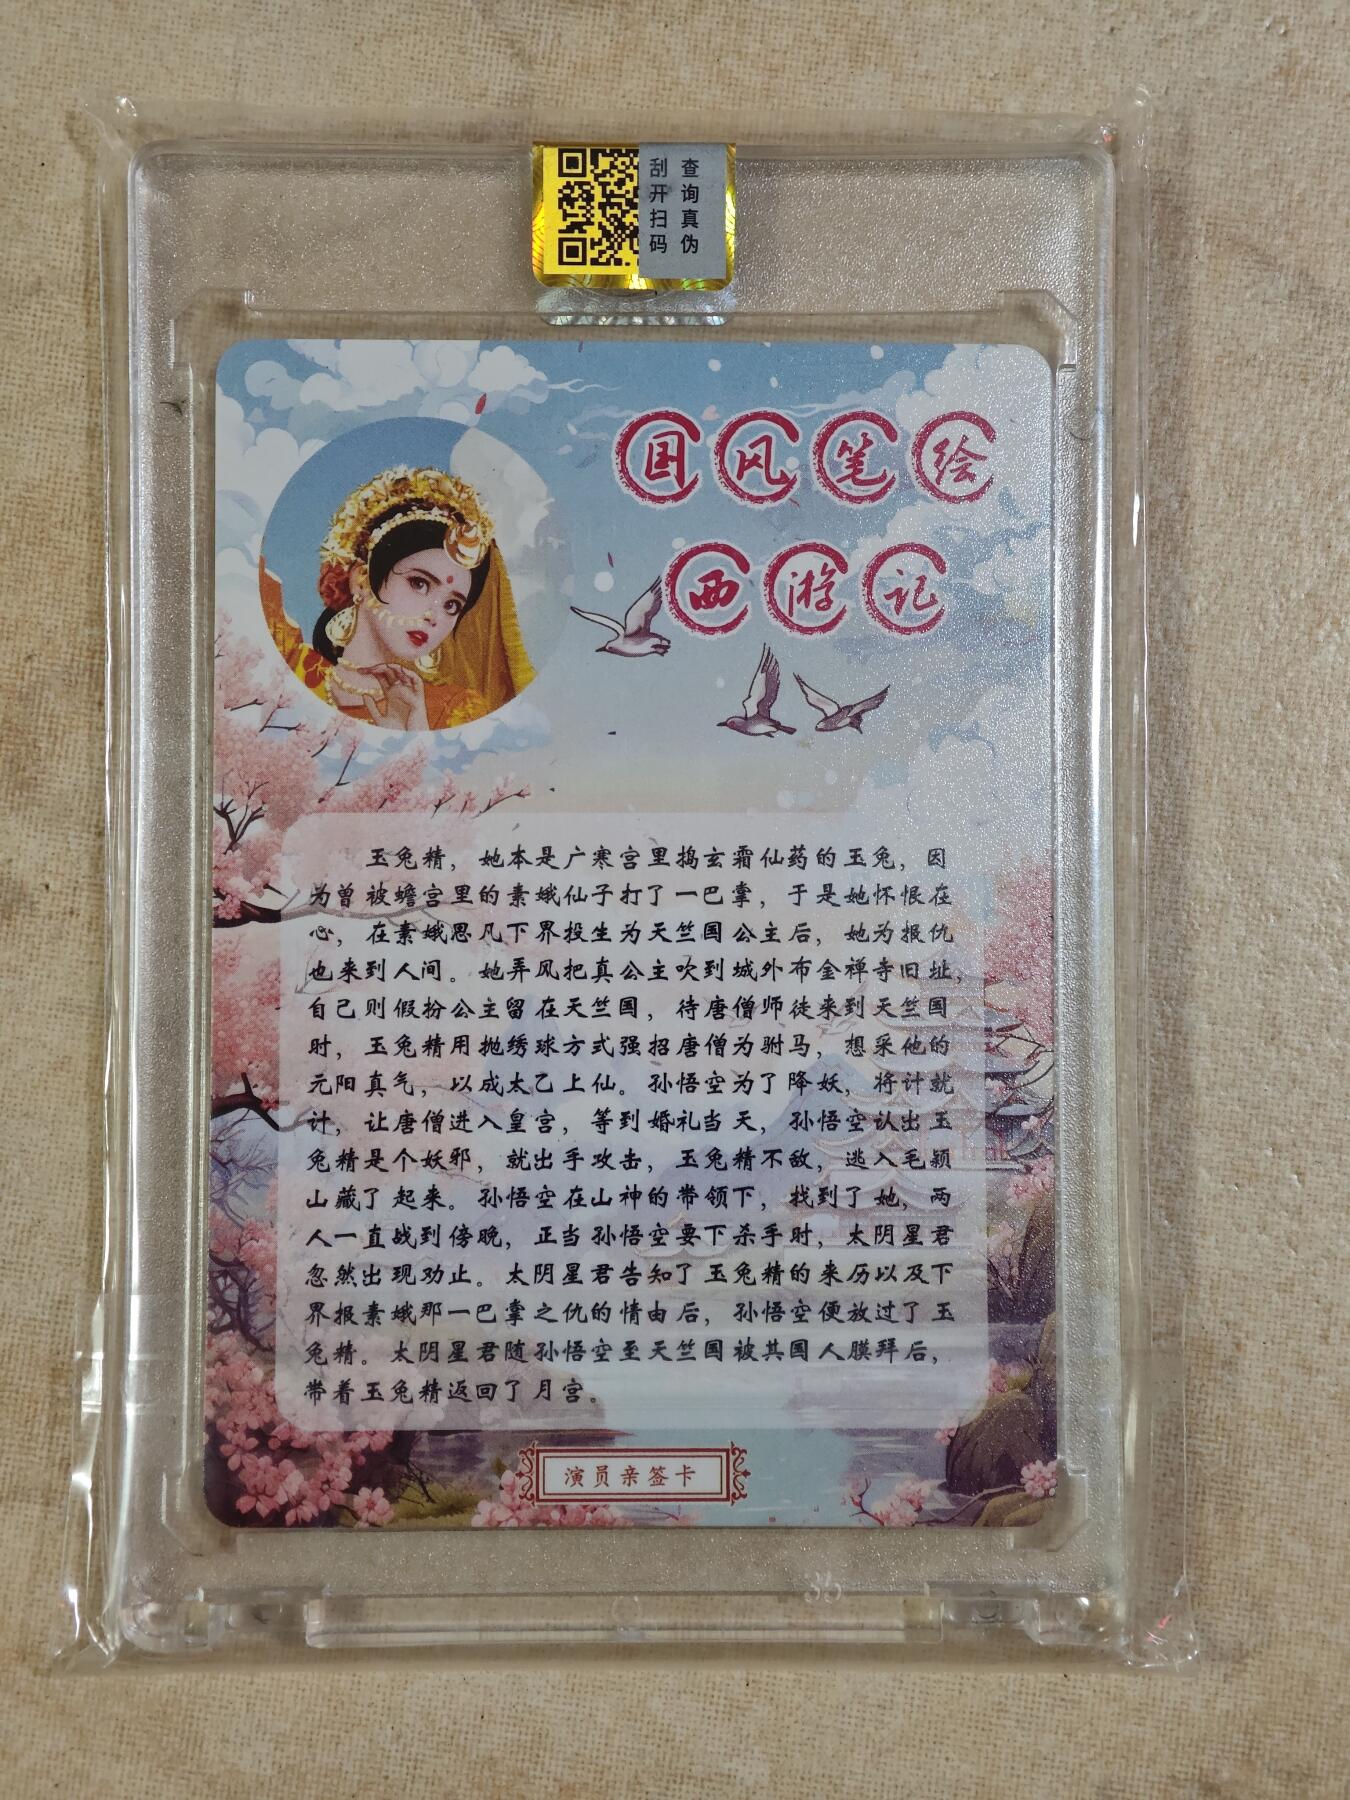 查询真伪
刮开扫码
国风笔绘
西游记
玉兔精，她本是广寒宫里捣玄霜仙药的玉兔，因
为曾被蟾宫里的素娥仙子打了一巴掌，于是她怀恨在
心，在素娥思凡下界投生为天竺国公主后，她为报仇
也来到人间。她弄风把真公主吹到城外布金禅寺旧址，
自己则假扮公主留在天竺国，待唐僧师徒来到天竺国
时，玉兔精用抛绣球方式强招唐僧为驸马，想采他的
元阳真气，以成太乙上仙。孙悟空为了降妖，将计就
计，让唐僧进入皇宫，等到婚礼当天，孙悟空认出玉
兔精是个妖邪，就出手攻击，玉兔精不敌，逃入毛颖
山藏了起来。孙悟空在山神的带领下，找到了她，两
人一直战到傍晚，正当孙悟空要下杀手时，太阴星君
忽然出现劝止。太阴星君告知了玉兔精的来历以及下
界报素娥那一巴掌之仇的情由后，孙悟空便放过了玉
兔精。太阴星君随孙悟空至天竺国被其国人膜拜后，
带着玉兔精返回了月宫。
演员亲签卡
35